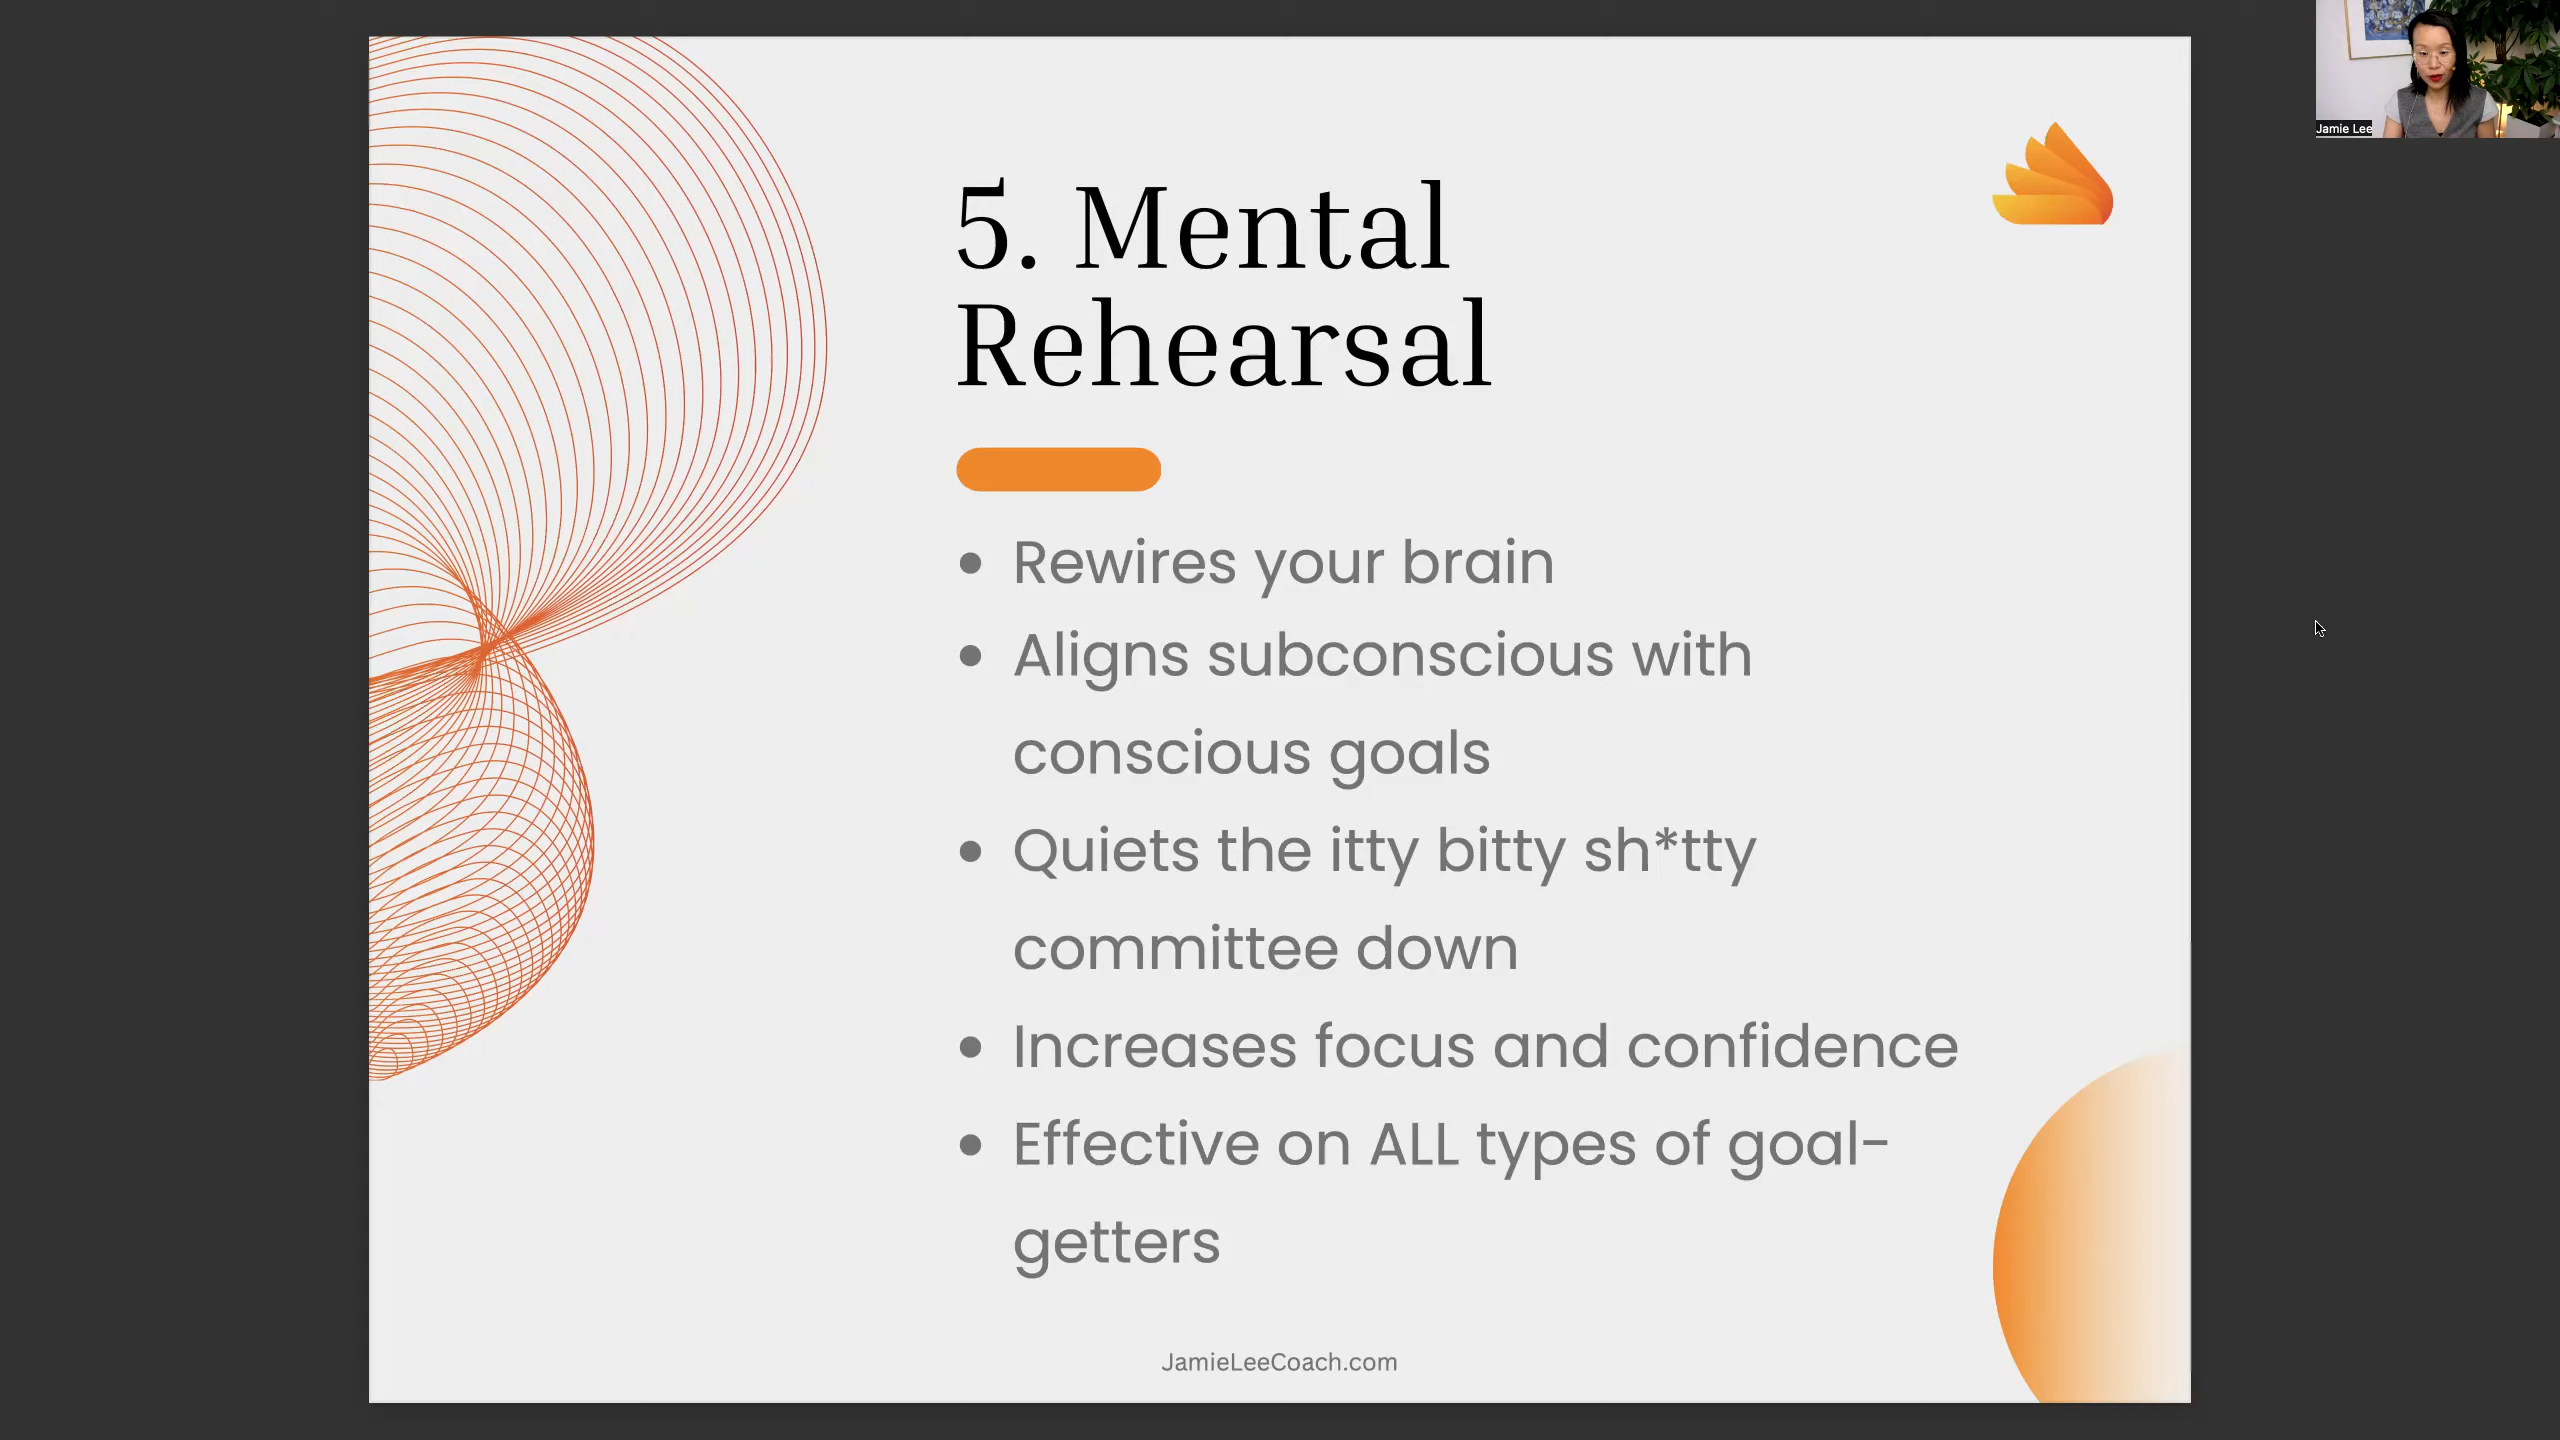 Jamie Lee
5. Mental
Rehearsal
• Rewires your brain
• Aligns subconscious with
conscious goals
• Quiets the itty bitty sh*tty
committee down
• Increases focus and confidence
• Effective on ALL types of goal-
getters
JamieLeeCoach.com